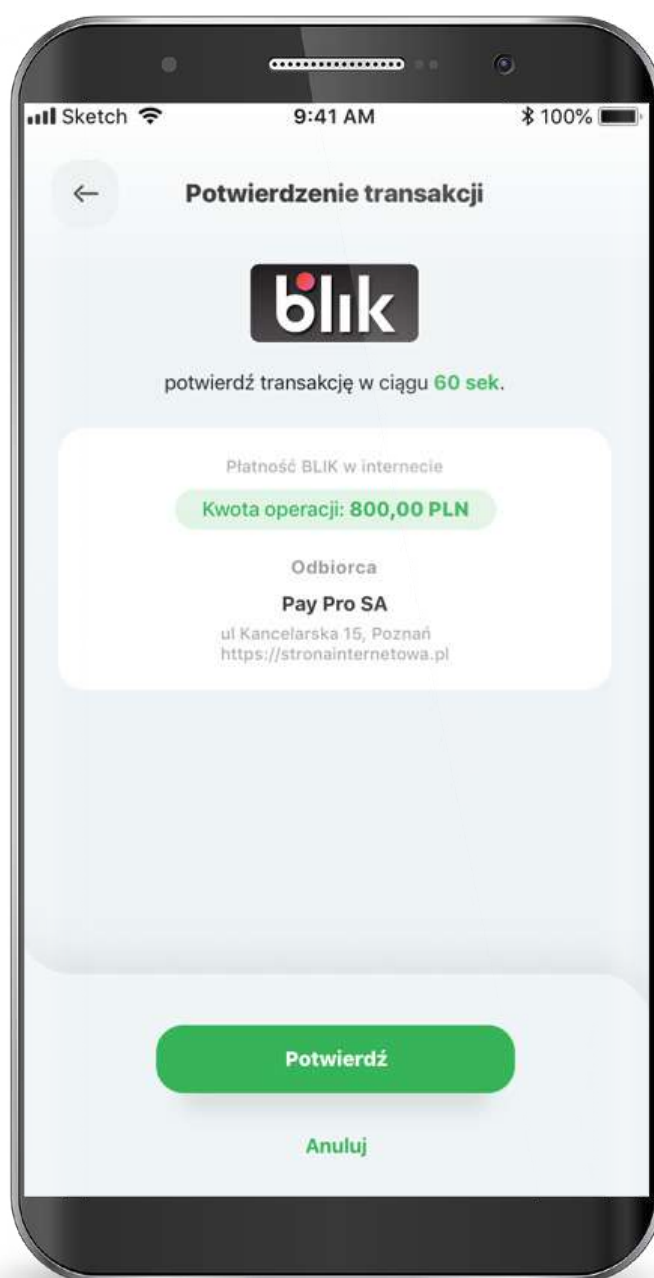 Sketch 9:41 AM 100%
Potwierdzenie transakcji
blik
potwierdź transakcję w ciągu 60 sek.
Płatność BLIK w internecie
Kwota operacji: 800,00 PLN
Odbiorca
Pay Pro SA
ul Kancelarska 15, Poznań
https://stronainternetowa.pl
Potwierdź
Anuluj